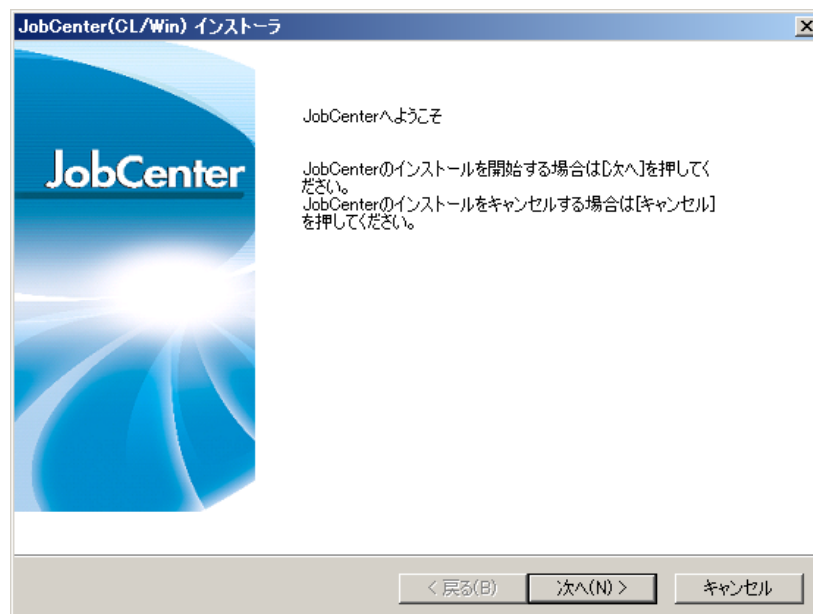 JobCenter(CL/Win) インストーラ
JobCenter
JobCenterへようこそ
JobCenterのインストールを開始する場合は[次へ]を押してく
ださい。
JobCenterのインストールをキャンセルする場合は[キャンセル]
を押してください。
< 戻る(B)
次へ(N) >
キャンセル